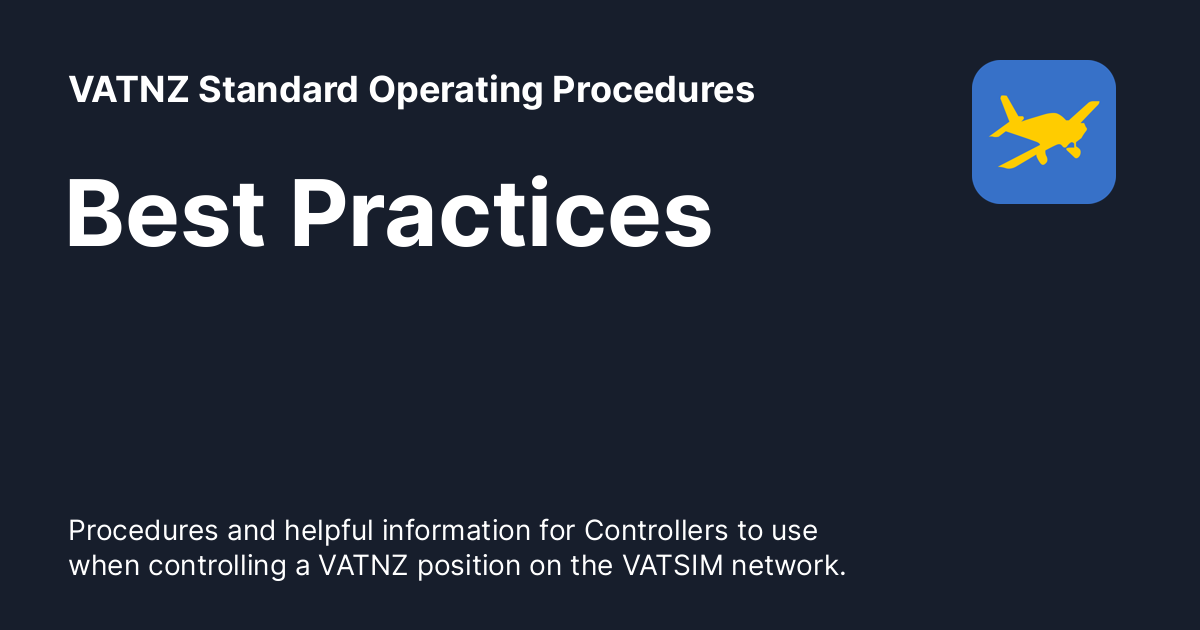 VATNZ Standard Operating Procedures
Best Practices
Procedures and helpful information for Controllers to use
when controlling a VATNZ position on the VATSIM network.